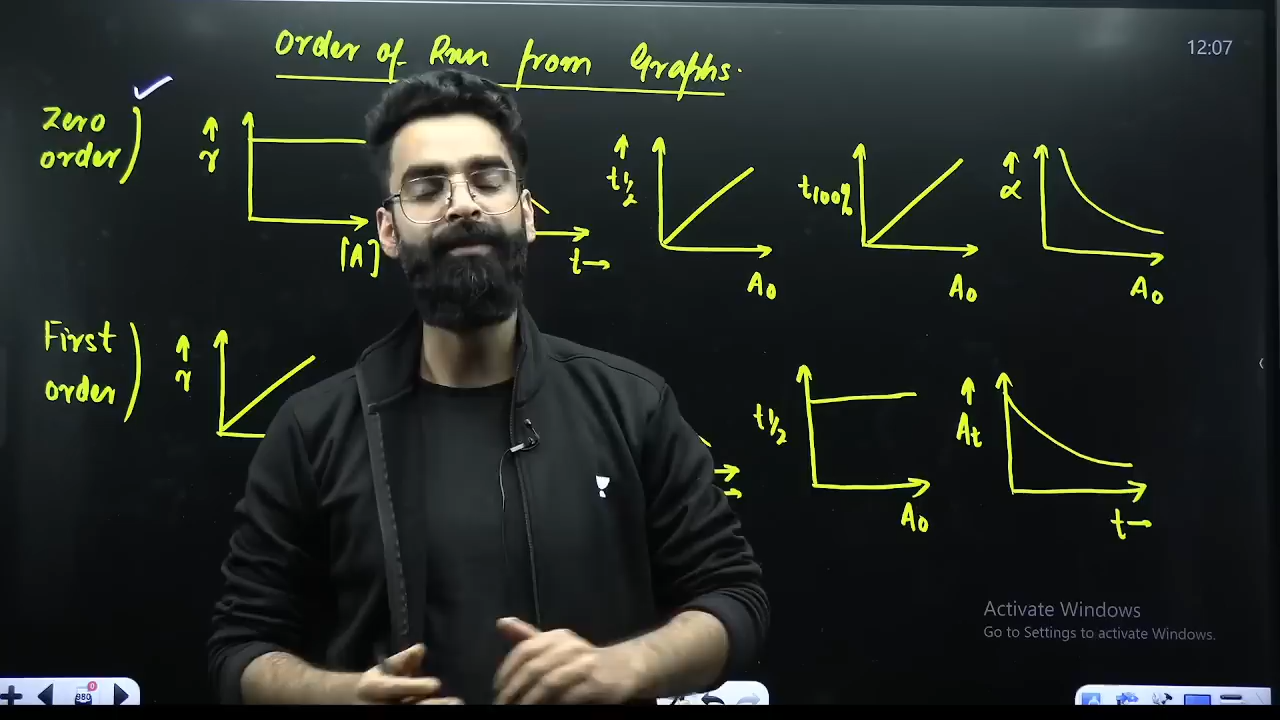 Order of Rxn from Graphs.
12:07
Zero
order)
r
[A]
t→
t1/2
A0
t100%
A0
α
A0
First
order)
r
t1/2
A0
At
t→
Activate Windows
Go to Settings to activate Windows.
980